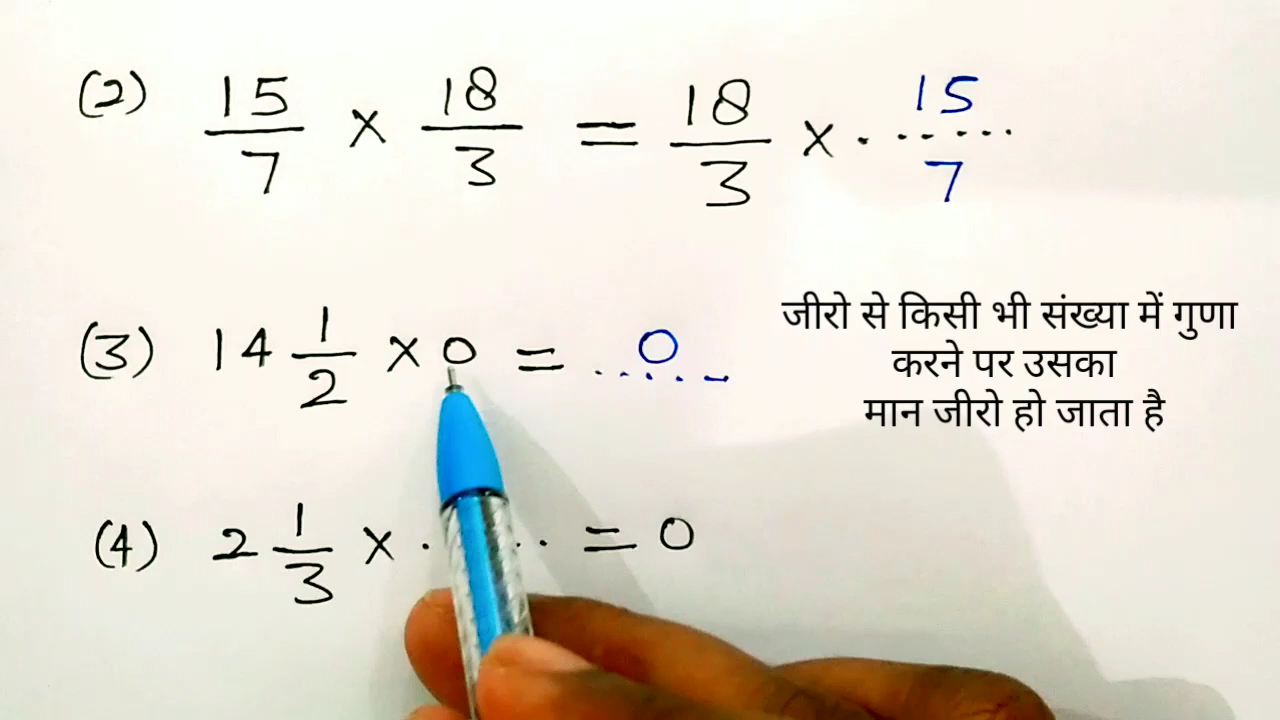 (2) 15/7 × 18/3 = 18/3 × 15/7
(3) 14 1/2 × 0 = 0
जीरो से किसी भी संख्या में गुणा
करने पर उसका
मान जीरो हो जाता है
(4) 2 1/3 × . .. = 0